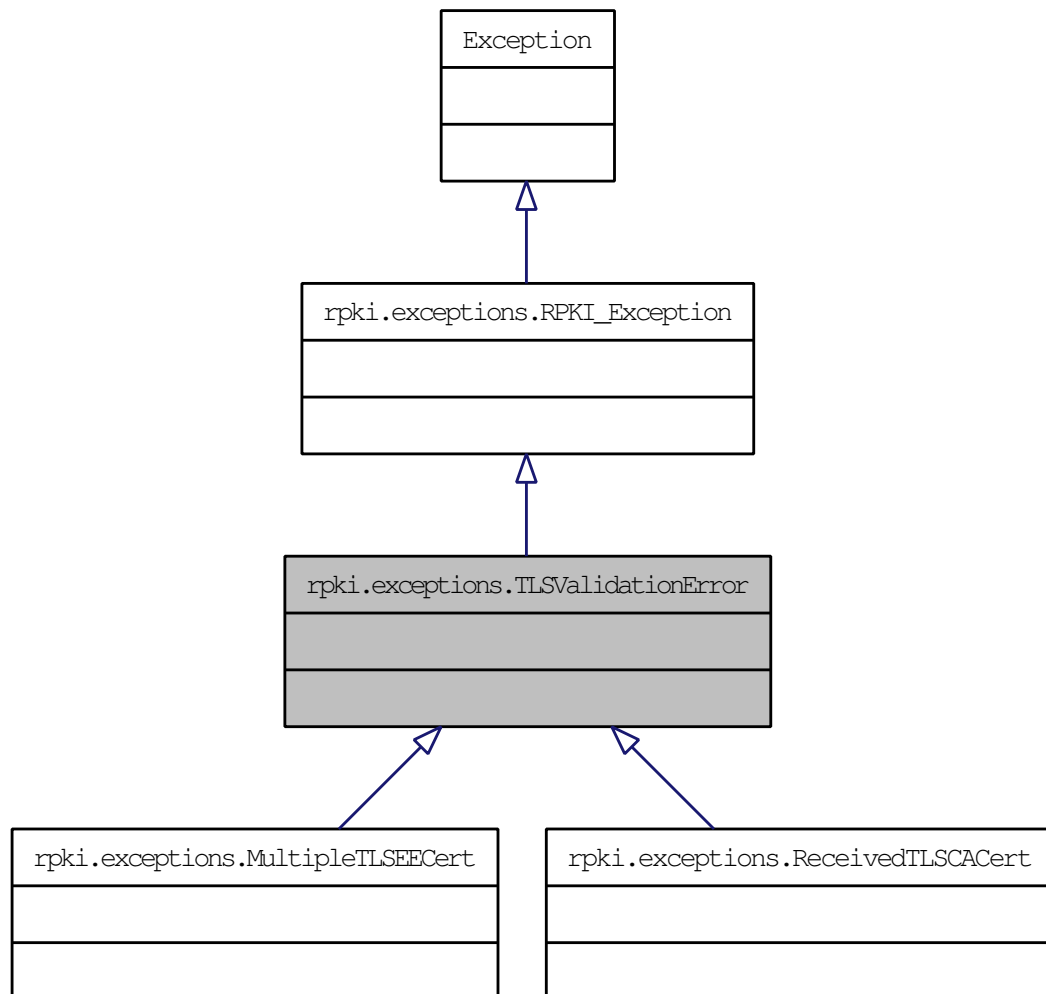 Exception
rpki.exceptions.RPKI_Exception
rpki.exceptions.TLSValidationError
rpki.exceptions.MultipleTLSEECert
rpki.exceptions.ReceivedTLSCACert